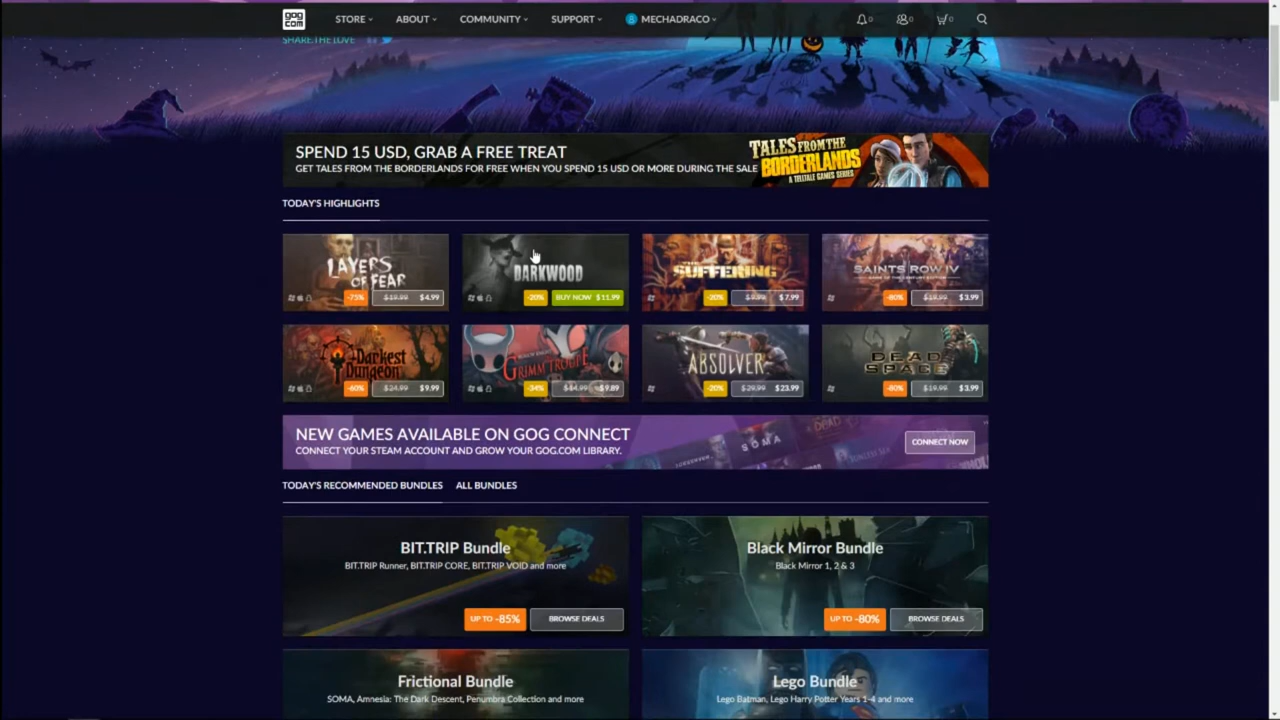 gog
com
STORE
ABOUT
COMMUNITY
SUPPORT
MECHADRACO
0
0
0
SHARE THE LOVE
SPEND 15 USD, GRAB A FREE TREAT
GET TALES FROM THE BORDERLANDS FOR FREE WHEN YOU SPEND 15 USD OR MORE DURING THE SALE
TALES FROM THE
BORDERLANDS
A TELLTALE GAMES SERIES
TODAY'S HIGHLIGHTS
LAYERS
OF FEAR
-75% $19.99 $4.99
DARKWOOD
-20% BUY NOW $11.99
THE
SUFFERING
-20% $9.99 $7.99
SAINTS ROW IV
-80% $19.99 $3.99
Darkest
Dungeon
-60% $24.99 $9.99
GRIMM TROUPE
-34% $14.99 $9.89
ABSOLVER
-20% $29.99 $23.99
DEAD
SPACE
-80% $19.99 $3.99
NEW GAMES AVAILABLE ON GOG CONNECT
CONNECT YOUR STEAM ACCOUNT AND GROW YOUR GOG.COM LIBRARY.
SOMA
DEAD
CONNECT NOW
TODAY'S RECOMMENDED BUNDLES ALL BUNDLES
BIT.TRIP Bundle
BIT.TRIP Runner, BIT.TRIP CORE, BIT.TRIP VOID and more
UP TO -85% BROWSE DEALS
Black Mirror Bundle
Black Mirror 1, 2 & 3
UP TO -80% BROWSE DEALS
Frictional Bundle
SOMA, Amnesia: The Dark Descent, Penumbra Collection and more
Lego Bundle
Lego Batman, Lego Harry Potter Years 1-4 and more